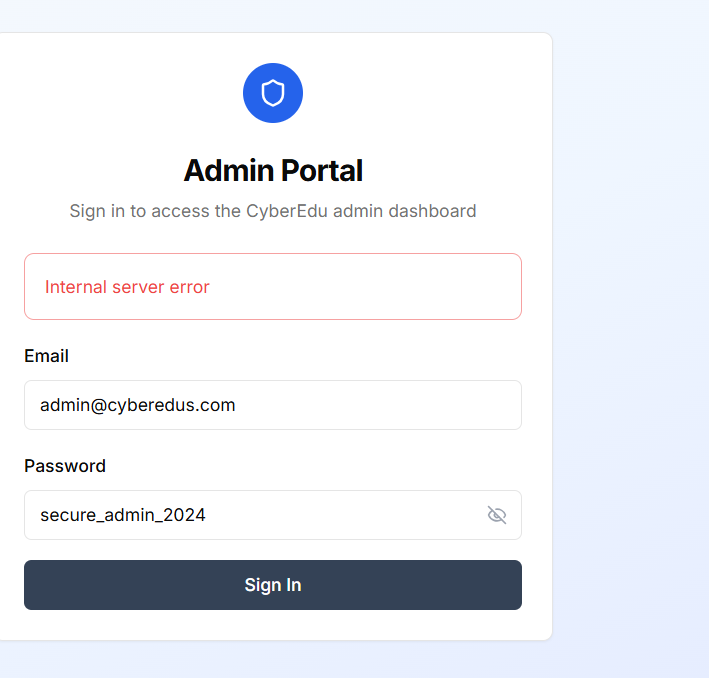 Admin Portal
Sign in to access the CyberEdu admin dashboard
Internal server error
Email
admin@cyberedus.com
Password
secure_admin_2024
Sign In